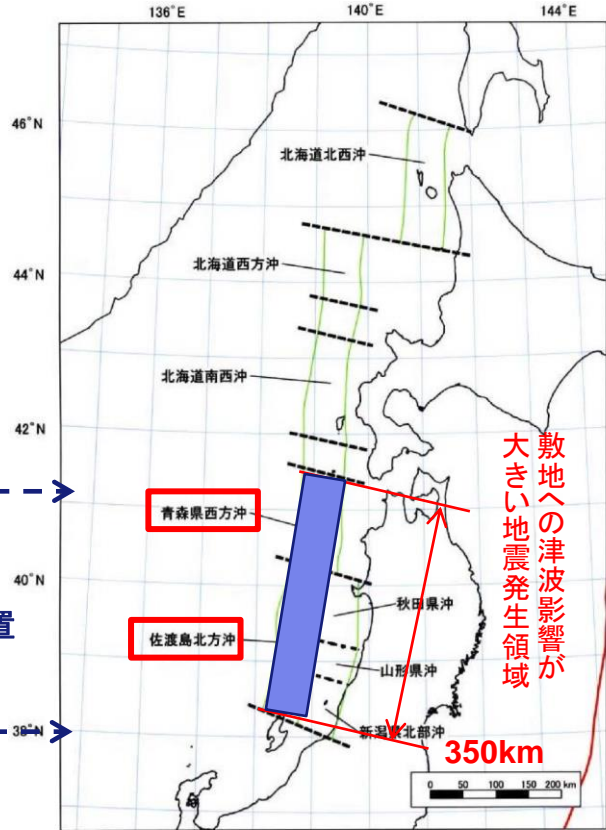 136°E
140°E
144°E
46°N
北海道北西沖
44°N
北海道西方沖
北海道南西沖
42°N
敷地への津波影響が
大きい地震発生領域
青森県西方沖
40°N
秋田県沖
置
佐渡島北方沖
山形県沖
38°N
新潟県北部沖
350km
0 50 100 150 200 km